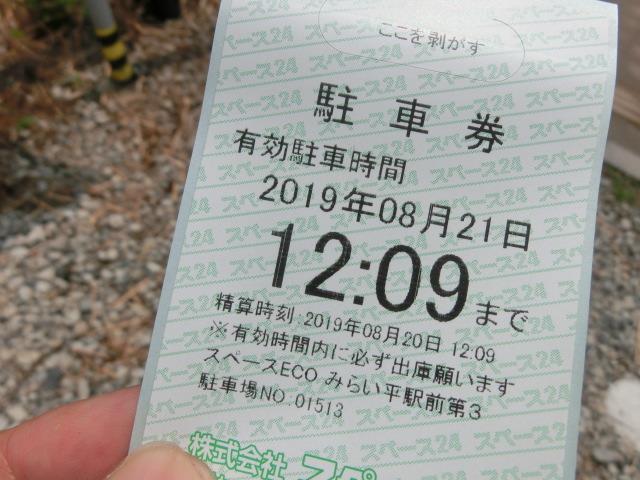 ここを剥がす
駐車券
有効駐車時間
2019年08月21日
12:09まで
精算時刻:2019年08月20日 12:09
※有効時間内に必ず出庫願います
スペースECO みらい平駅前第3
駐車場NO.01513
株式会社 スペ